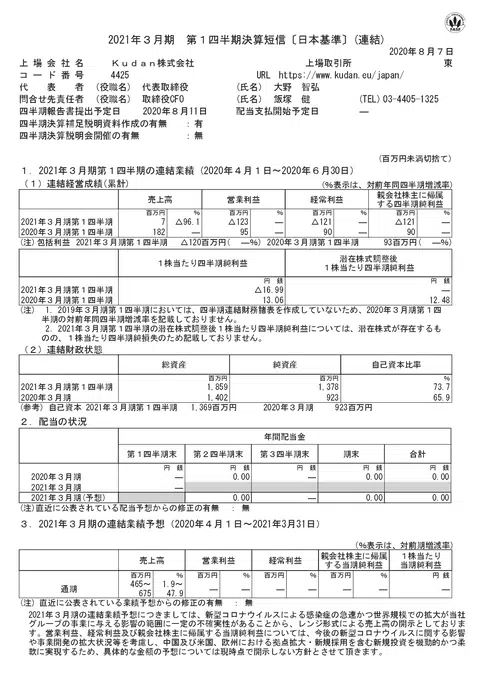 2021年3月期 第1四半期決算短信〔日本基準〕(連結)
2020年8月7日
上場会社名 Kudan株式会社 上場取引所 東
コード番号 4425 URL https://www.kudan.eu/japan/
代表者 (役職名) 代表取締役 (氏名) 大野 智弘
問合せ先責任者 (役職名) 取締役CFO (氏名) 飯塚 健 (TEL) 03-4405-1325
四半期報告書提出予定日 2020年8月11日 配当支払開始予定日 ―
四半期決算補足説明資料作成の有無 : 有
四半期決算説明会開催の有無 : 無
(百万円未満切捨て)
1. 2021年3月期第1四半期の連結業績(2020年4月1日~2020年6月30日)
(1) 連結経営成績(累計) (%表示は、対前年同四半期増減率)
売上高 営業利益 経常利益 親会社株主に帰属する四半期純利益
百万円 % 百万円 % 百万円 % 百万円 %
2021年3月期第1四半期 7 △96.1 △123 ― △121 ― △121 ―
2020年3月期第1四半期 182 ― 95 ― 90 ― 90 ―
(注) 包括利益 2021年3月期第1四半期 △120百万円( ―%) 2020年3月期第1四半期 93百万円( ―%)
1株当たり四半期純利益 潜在株式調整後1株当たり四半期純利益
円 銭 円 銭
2021年3月期第1四半期 △16.99 ―
2020年3月期第1四半期 13.06 12.48
(注) 1. 2019年3月期第1四半期においては、四半期連結財務諸表を作成していないため、2020年3月期第1四
半期の対前年同四半期増減率を記載しておりません。
2. 2021年3月期第1四半期の潜在株式調整後1株当たり四半期純利益については、潜在株式が存在するも
のの、1株当たり四半期純損失のため記載しておりません。
(2) 連結財政状態
総資産 純資産 自己資本比率
百万円 百万円 %
2021年3月期第1四半期 1,859 1,378 73.7
2020年3月期 1,402 923 65.9
(参考) 自己資本 2021年3月期第1四半期 1,369百万円 2020年3月期 923百万円
2. 配当の状況
年間配当金
第1四半期末 第2四半期末 第3四半期末 期末 合計
円 銭 円 銭 円 銭 円 銭 円 銭
2020年3月期 ― 0.00 ― 0.00 0.00
2021年3月期 ―
2021年3月期(予想) 0.00 ― 0.00 0.00
(注) 直近に公表されている配当予想からの修正の有無 : 無
3. 2021年3月期の連結業績予想(2020年4月1日~2021年3月31日)
(%表示は、対前期増減率)
売上高 営業利益 経常利益 親会社株主に帰属する当期純利益 1株当たり当期純利益
百万円 % 百万円 % 百万円 % 百万円 % 円 銭
通期 465~675 1.9~47.9 ― ― ― ― ― ― ―
(注) 直近に公表されている業績予想からの修正の有無 : 無
2021年3月期の連結業績予想につきましては、新型コロナウイルスによる感染症の急速かつ世界規模での拡大が当社
グループの事業に与える影響の範囲に一定の不確実性があることから、レンジ形式による売上高の開示としておりま
す。営業利益、経常利益及び親会社株主に帰属する当期純利益については、今後の新型コロナウイルスに関する影響
や事業開発の拡大状況等を考慮し、中国及び米国、欧州における拠点拡大・新規採用を含む新規投資を機動的かつ柔
軟に実現するため、具体的な金額の予想については現時点で開示しない方針とさせて頂きます。